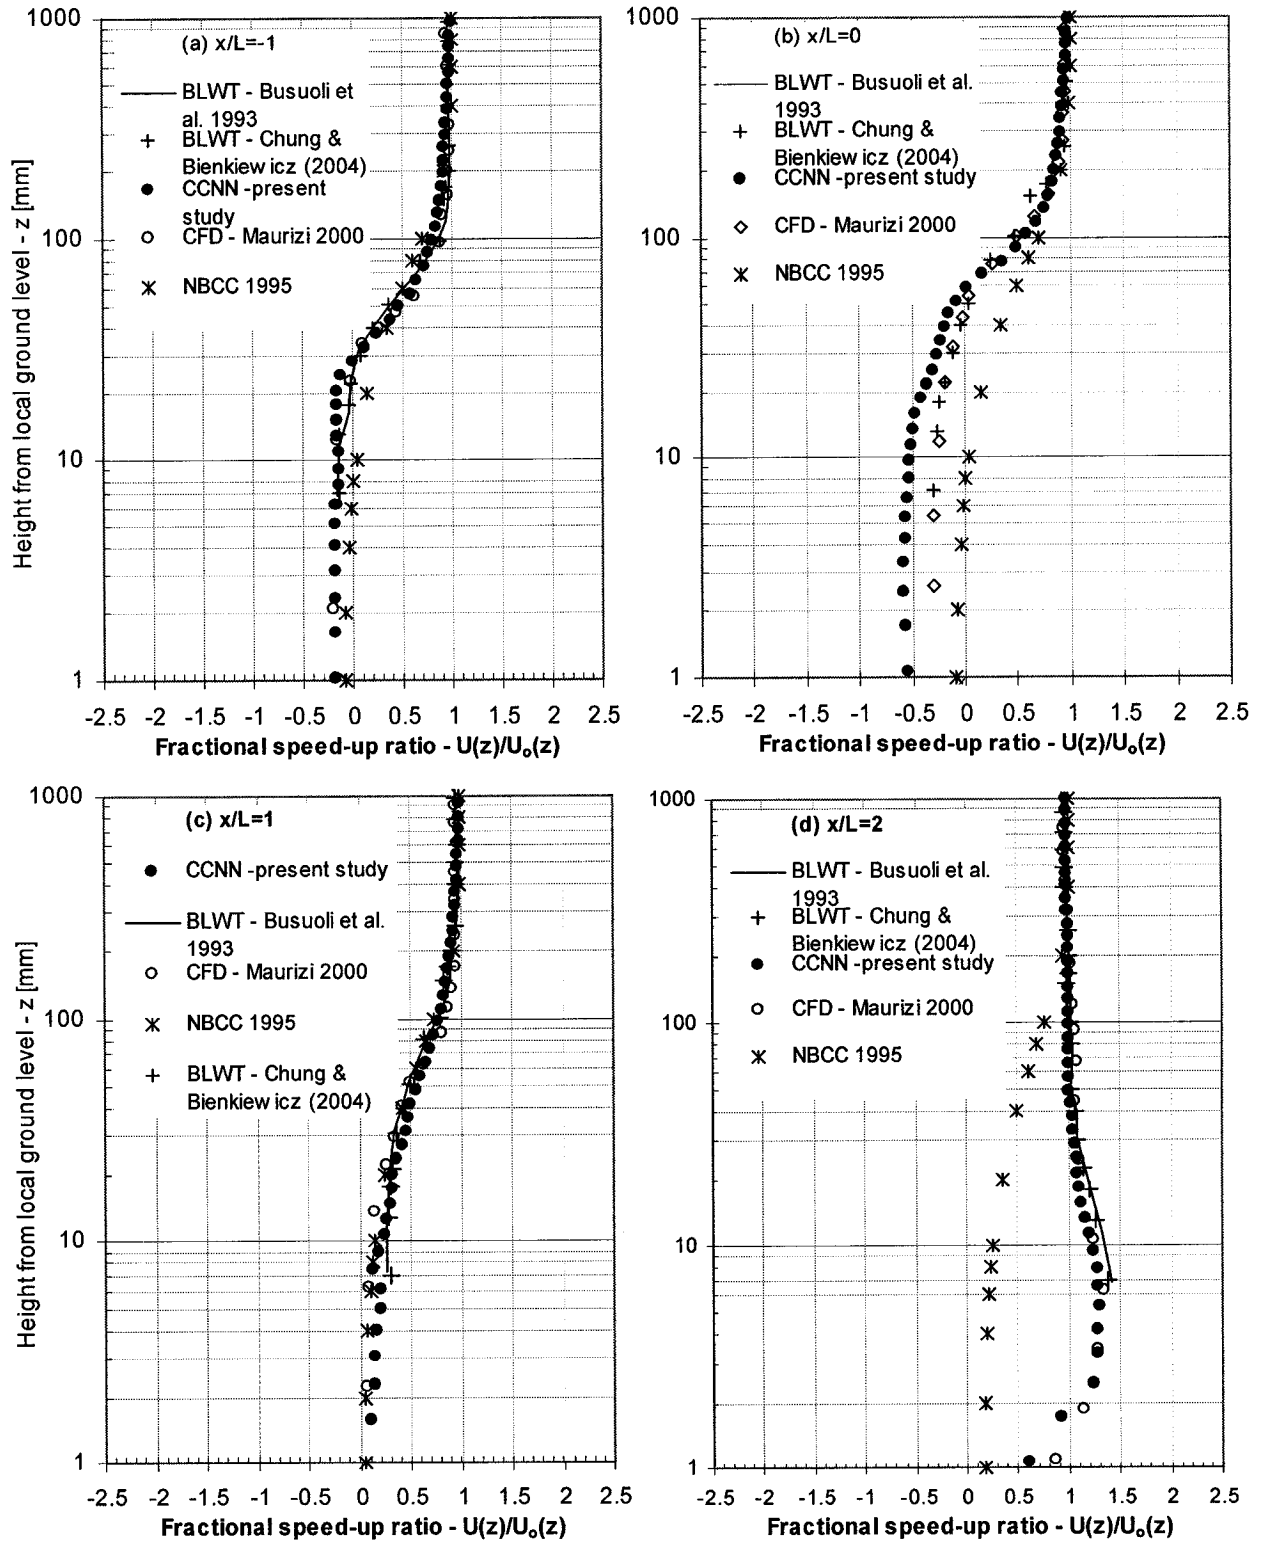 1000
100
10
1
Height from local ground level - z [mm]
(a) x/L=-1
BLWT - Busuoli et
al. 1993
BLWT - Chung &
Bienkiew icz (2004)
CCNN -present
study
CFD - Maurizi 2000
NBCC 1995
-2.5 -2 -1.5 -1 -0.5 0 0.5 1 1.5 2 2.5
Fractional speed-up ratio - U(z)/Uo(z)
1000
100
10
1
(b) x/L=0
BLWT - Busuoli et al.
1993
BLWT - Chung &
Bienkiew icz (2004)
CCNN -present study
CFD - Maurizi 2000
NBCC 1995
-2.5 -2 -1.5 -1 -0.5 0 0.5 1 1.5 2 2.5
Fractional speed-up ratio - U(z)/Uo(z)
1000
100
10
1
Height from local ground level - z [mm]
(c) x/L=1
CCNN -present study
BLWT - Busuoli et al.
1993
CFD - Maurizi 2000
NBCC 1995
BLWT - Chung &
Bienkiew icz (2004)
-2.5 -2 -1.5 -1 -0.5 0 0.5 1 1.5 2 2.5
Fractional speed-up ratio - U(z)/Uo(z)
1000
100
10
1
(d) x/L=2
BLWT - Busuoli et al.
1993
BLWT - Chung &
Bienkiew icz (2004)
CCNN -present study
CFD - Maurizi 2000
NBCC 1995
-2.5 -2 -1.5 -1 -0.5 0 0.5 1 1.5 2 2.5
Fractional speed-up ratio - U(z)/Uo(z)